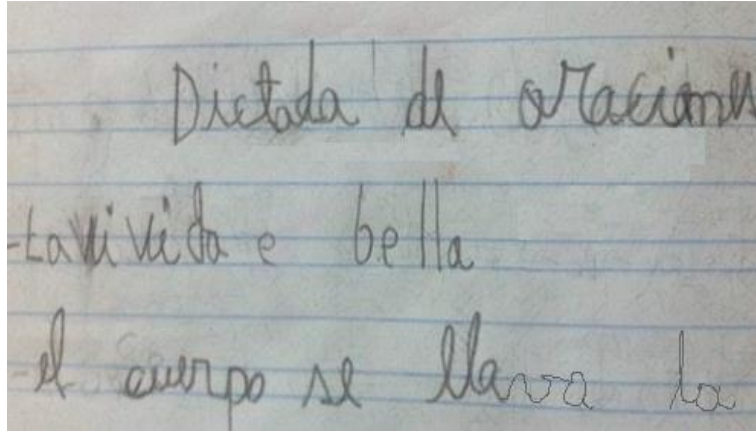 Dictada de oracione
-La vi vida e bella
-el cuerpo se llava la